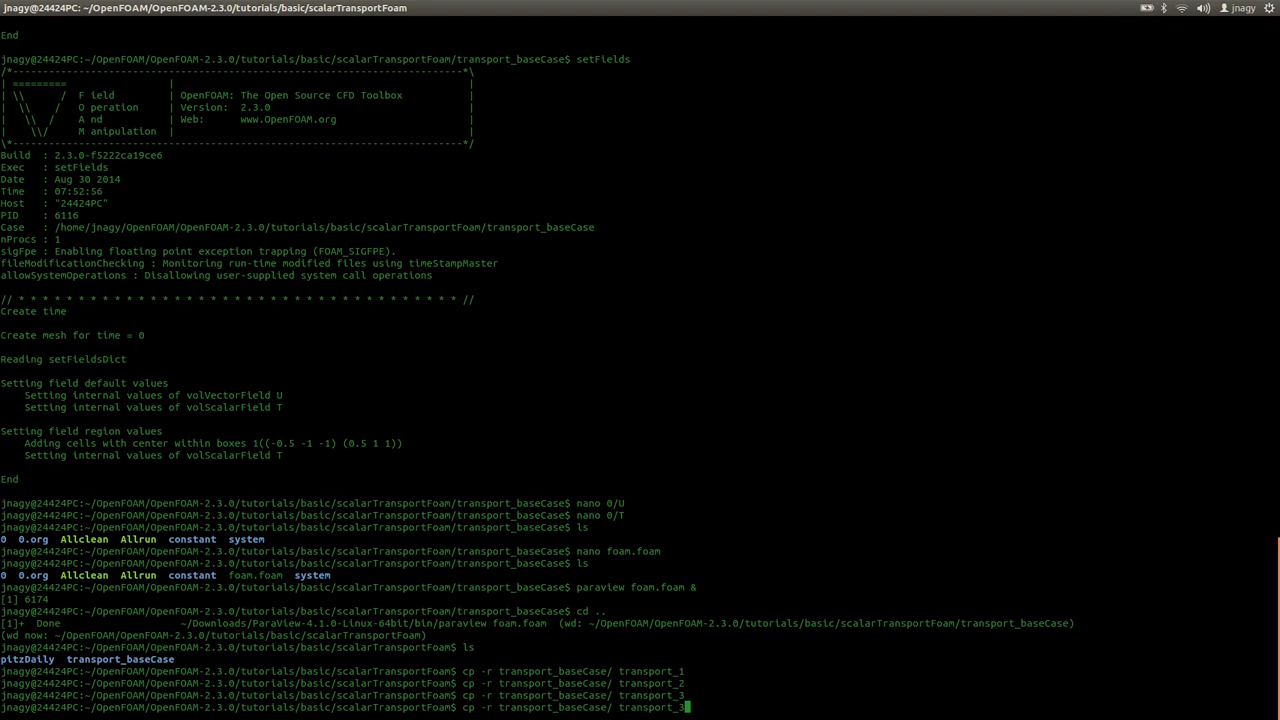 jnagy@24424PC: ~/OpenFOAM/OpenFOAM-2.3.0/tutorials/basic/scalarTransportFoam jnagy
End
jnagy@24424PC:~/OpenFOAM/OpenFOAM-2.3.0/tutorials/basic/scalarTransportFoam/transport_baseCase$ setFields
/*---------------------------------------------------------------------------*\
| =========                 |                                                 |
| \\      /  F ield         | OpenFOAM: The Open Source CFD Toolbox           |
|  \\    /   O peration     | Version:  2.3.0                                 |
|   \\  /    A nd           | Web:      www.OpenFOAM.org                      |
|    \\/     M anipulation  |                                                 |
\*---------------------------------------------------------------------------*/
Build  : 2.3.0-f5222ca19ce6
Exec   : setFields
Date   : Aug 30 2014
Time   : 07:52:56
Host   : "24424PC"
PID    : 6116
Case   : /home/jnagy/OpenFOAM/OpenFOAM-2.3.0/tutorials/basic/scalarTransportFoam/transport_baseCase
nProcs : 1
sigFpe : Enabling floating point exception trapping (FOAM_SIGFPE).
fileModificationChecking : Monitoring run-time modified files using timeStampMaster
allowSystemOperations : Disallowing user-supplied system call operations
// * * * * * * * * * * * * * * * * * * * * * * * * * * * * * * * * * * * * * //
Create time
Create mesh for time = 0
Reading setFieldsDict
Setting field default values
    Setting internal values of volVectorField U
    Setting internal values of volScalarField T
Setting field region values
    Adding cells with center within boxes 1((-0.5 -1 -1) (0.5 1 1))
    Setting internal values of volScalarField T
End
jnagy@24424PC:~/OpenFOAM/OpenFOAM-2.3.0/tutorials/basic/scalarTransportFoam/transport_baseCase$ nano 0/U
jnagy@24424PC:~/OpenFOAM/OpenFOAM-2.3.0/tutorials/basic/scalarTransportFoam/transport_baseCase$ nano 0/T
jnagy@24424PC:~/OpenFOAM/OpenFOAM-2.3.0/tutorials/basic/scalarTransportFoam/transport_baseCase$ ls
0  0.org  Allclean  Allrun  constant  system
jnagy@24424PC:~/OpenFOAM/OpenFOAM-2.3.0/tutorials/basic/scalarTransportFoam/transport_baseCase$ nano foam.foam
jnagy@24424PC:~/OpenFOAM/OpenFOAM-2.3.0/tutorials/basic/scalarTransportFoam/transport_baseCase$ ls
0  0.org  Allclean  Allrun  constant  foam.foam  system
jnagy@24424PC:~/OpenFOAM/OpenFOAM-2.3.0/tutorials/basic/scalarTransportFoam/transport_baseCase$ paraview foam.foam &
[1] 6174
jnagy@24424PC:~/OpenFOAM/OpenFOAM-2.3.0/tutorials/basic/scalarTransportFoam/transport_baseCase$ cd ..
[1]+  Done                    ~/Downloads/ParaView-4.1.0-Linux-64bit/bin/paraview foam.foam  (wd: ~/OpenFOAM/OpenFOAM-2.3.0/tutorials/basic/scalarTransportFoam/transport_baseCase)
(wd now: ~/OpenFOAM/OpenFOAM-2.3.0/tutorials/basic/scalarTransportFoam)
jnagy@24424PC:~/OpenFOAM/OpenFOAM-2.3.0/tutorials/basic/scalarTransportFoam$ ls
pitzDaily  transport_baseCase
jnagy@24424PC:~/OpenFOAM/OpenFOAM-2.3.0/tutorials/basic/scalarTransportFoam$ cp -r transport_baseCase/ transport_1
jnagy@24424PC:~/OpenFOAM/OpenFOAM-2.3.0/tutorials/basic/scalarTransportFoam$ cp -r transport_baseCase/ transport_2
jnagy@24424PC:~/OpenFOAM/OpenFOAM-2.3.0/tutorials/basic/scalarTransportFoam$ cp -r transport_baseCase/ transport_3
jnagy@24424PC:~/OpenFOAM/OpenFOAM-2.3.0/tutorials/basic/scalarTransportFoam$ cp -r transport_baseCase/ transport_3